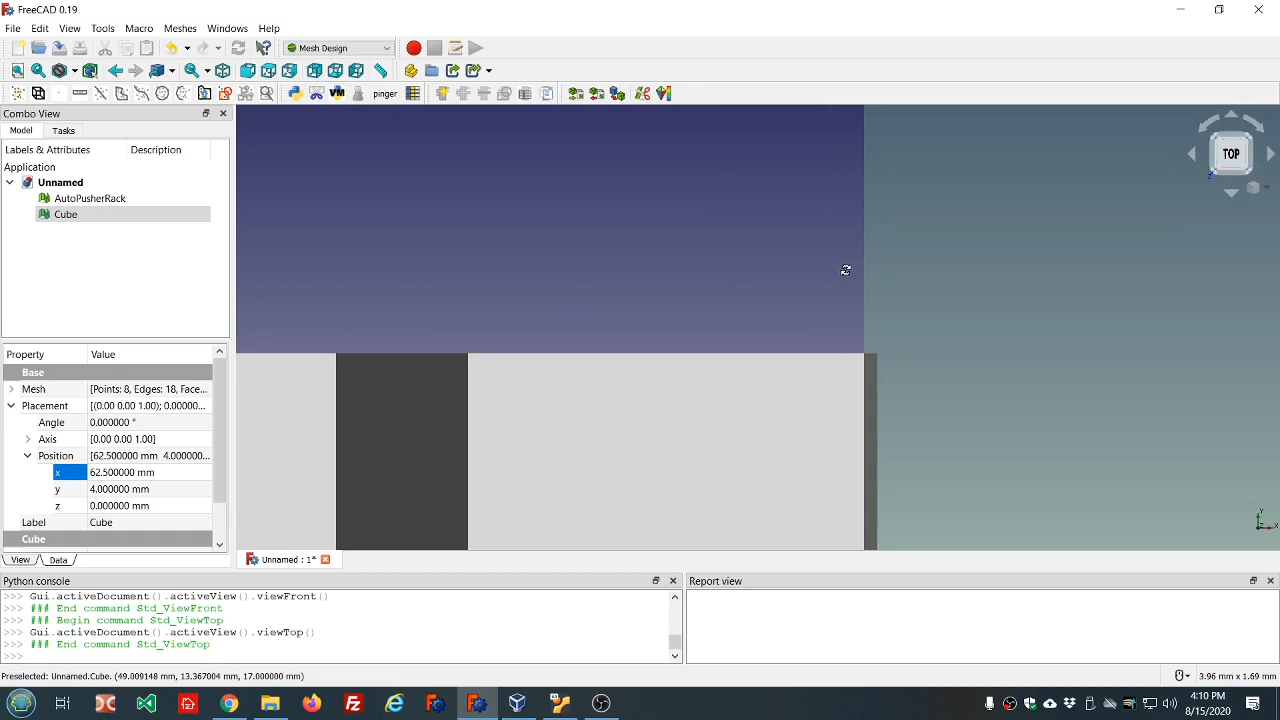 FreeCAD 0.19
File Edit View Tools Macro Meshes Windows Help
Mesh Design
pinger
Combo View
Model Tasks
Labels & Attributes Description
Application
Unnamed
AutoPusherRack
Cube
TOP
Property Value
Base
Mesh [Points: 8, Edges: 18, Face...
Placement [(0.00 0.00 1.00); 0.00000...
Angle 0.000000 °
Axis [0.00 0.00 1.00]
Position [62.500000 mm 4.00000...
x 62.500000 mm
y 4.000000 mm
z 0.000000 mm
Label Cube
Cube
View Data
Unnamed : 1*
Python console
>>> Gui.activeDocument().activeView().viewFront()
>>> ### End command Std_ViewFront
>>> ### Begin command Std_ViewTop
>>> Gui.activeDocument().activeView().viewTop()
>>> ### End command Std_ViewTop
>>>
Report view
Preselected: Unnamed.Cube. (49.009148 mm, 13.367004 mm, 17.000000 mm)
3.96 mm x 1.69 mm
4:10 PM
8/15/2020